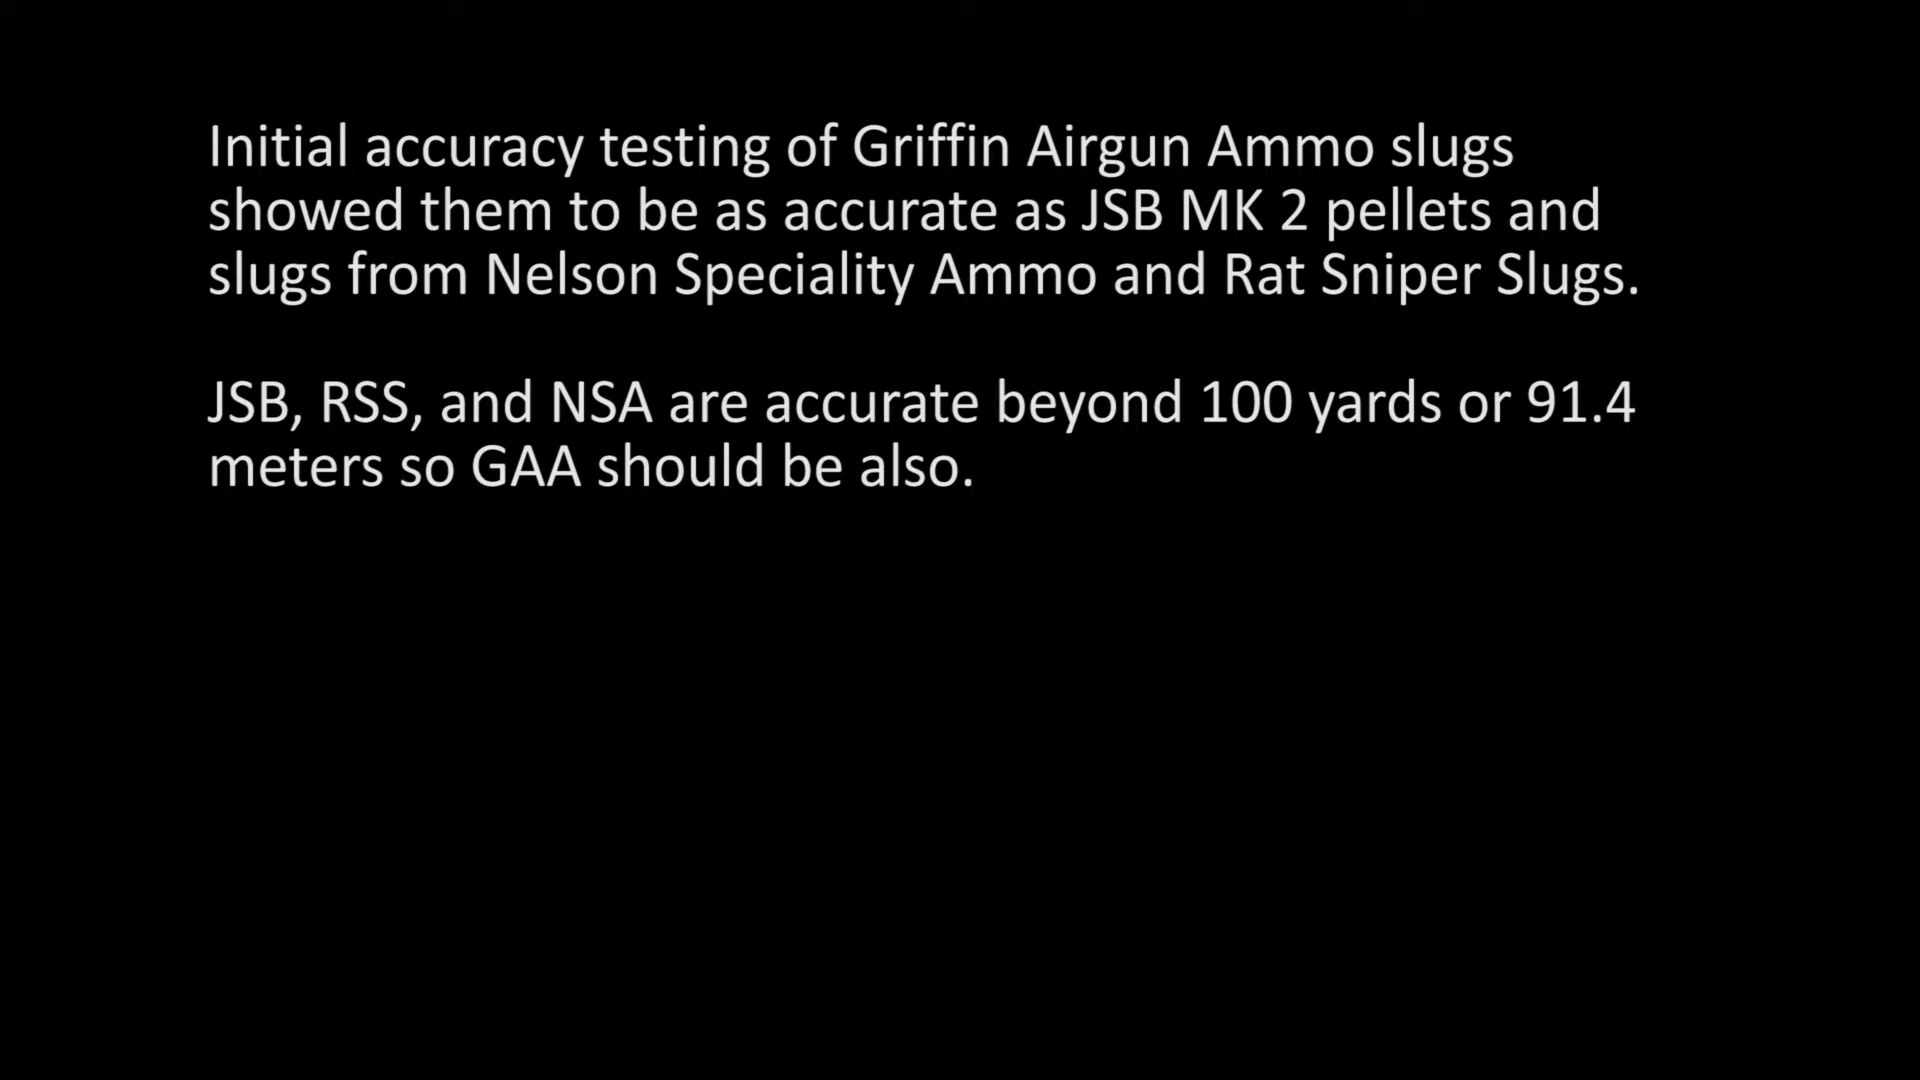 Initial accuracy testing of Griffin Airgun Ammo slugs
showed them to be as accurate as JSB MK 2 pellets and
slugs from Nelson Speciality Ammo and Rat Sniper Slugs.
JSB, RSS, and NSA are accurate beyond 100 yards or 91.4
meters so GAA should be also.